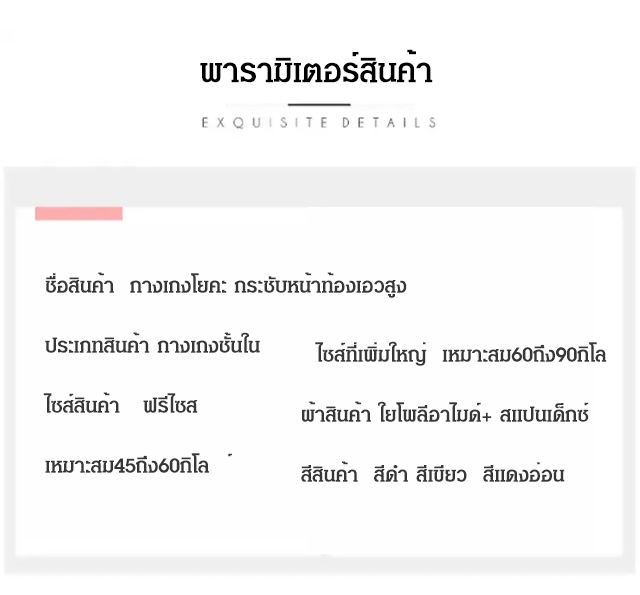 พารามิเตอร์สินค้า
EXQUISITE DETAILS
ชื่อสินค้า กางเกงโยคะ กระชับหน้าท้องเอวสูง
ประเภทสินค้า กางเกงชั้นใน
ไซส์ที่เพิ่มใหญ่ เหมาะสม60ถึง90กิโล
ไซส์สินค้า ฟรีไซส
ผ้าสินค้า ใยโพลีอาไมด์+ สแปนเด็กซ์
เหมาะสม45ถึง60กิโล
สีสินค้า สีดำ สีเขียว สีแดงอ่อน